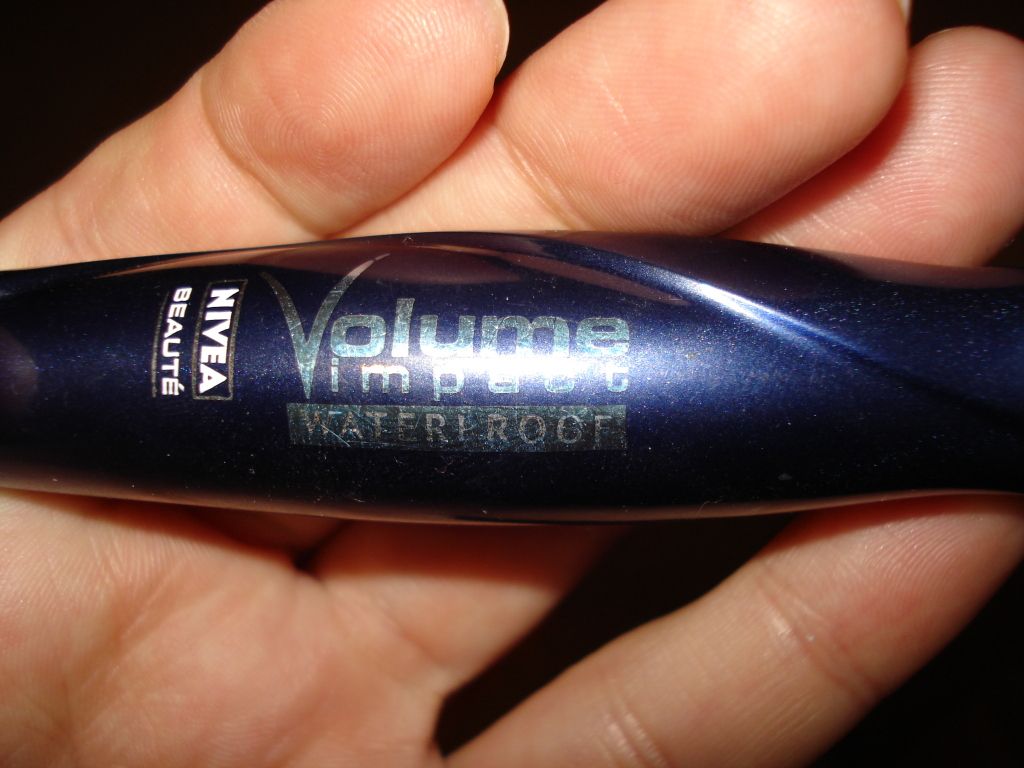 NIVEA
BEAUTÉ
Volume
impact
WATERPROOF